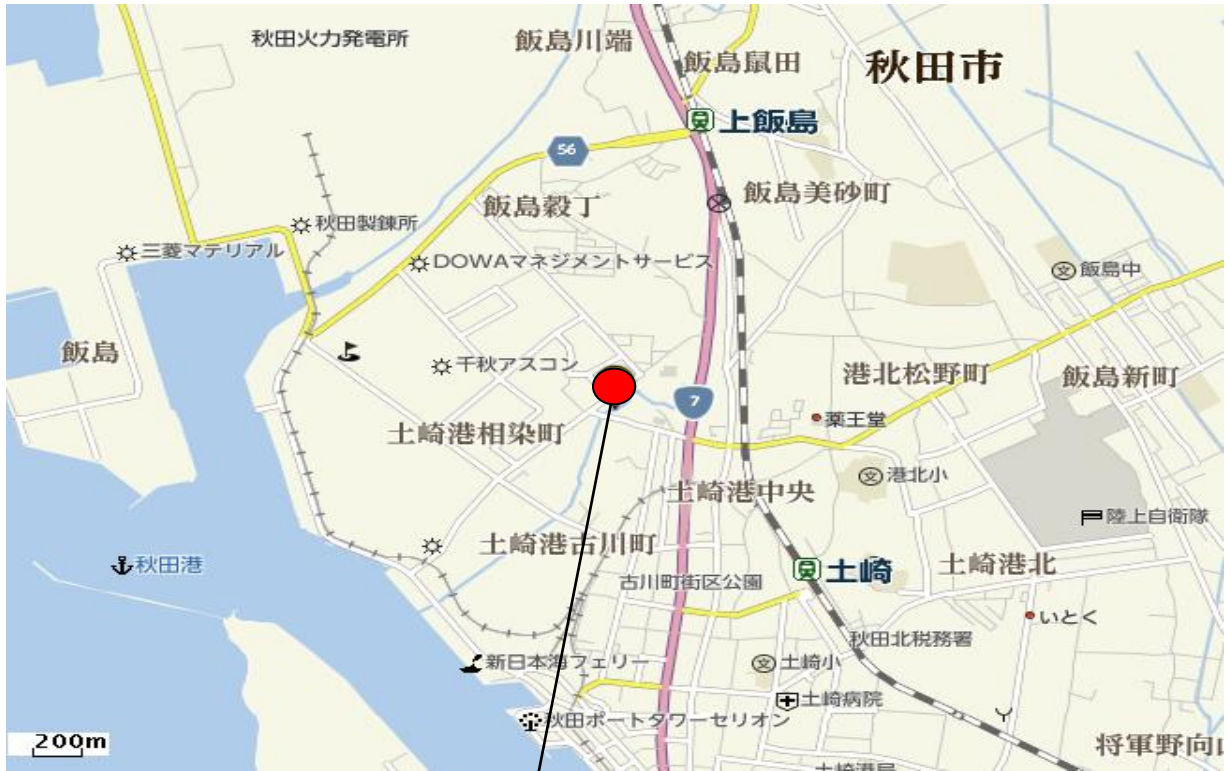 秋田火力発電所
飯島川端
飯島鼠田
秋田市
上飯島
56
飯島穀丁
飯島美砂町
秋田製錬所
三菱マテリアル
DOWAマネジメントサービス
飯島中
飯島
千秋アスコン
港北松野町
飯島新町
7
薬王堂
土崎港相染町
港北小
土崎港中央
陸上自衛隊
土崎港古川町
秋田港
土崎
土崎港北
古川町街区公園
いとく
秋田北税務署
新日本海フェリー
土崎小
土崎病院
秋田ポートタワーセリオン
200m
将軍野向山
土崎港局